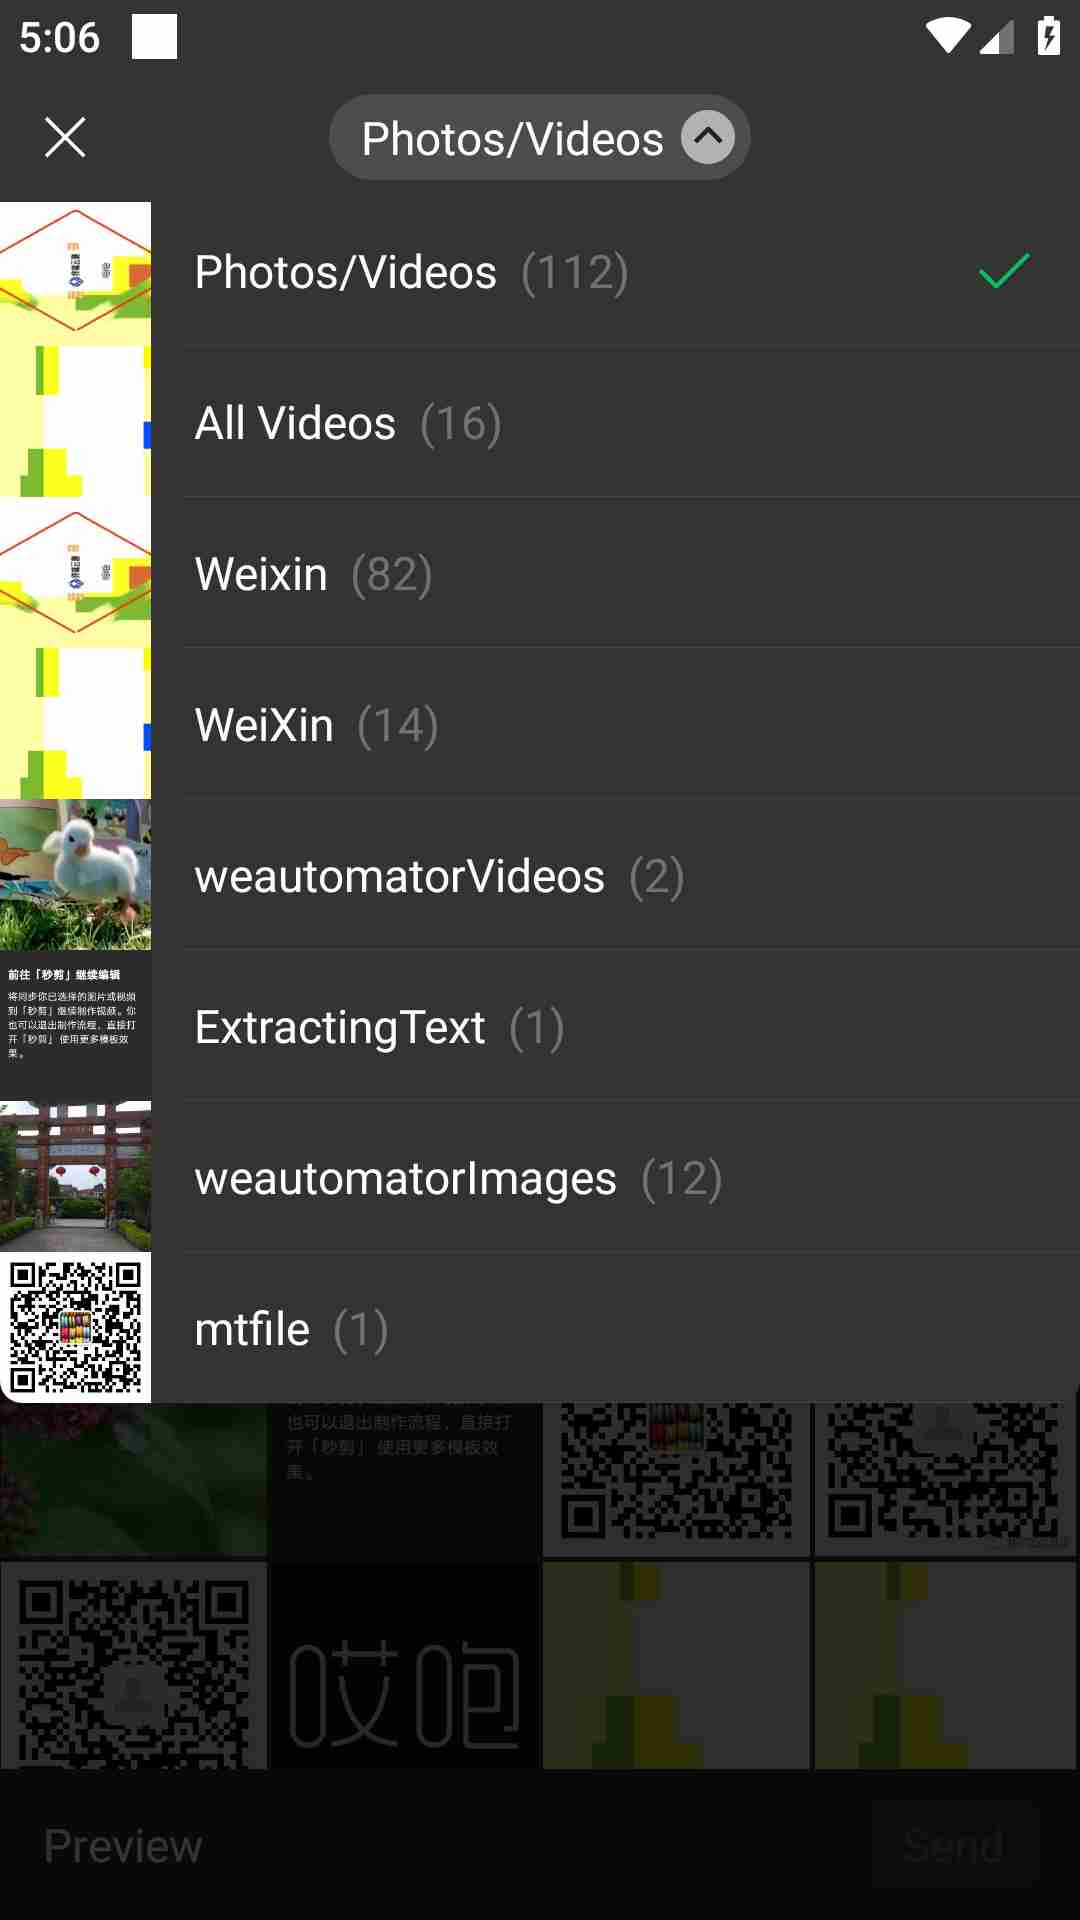 5:06
Photos/Videos
Photos/Videos (112)
All Videos (16)
Weixin (82)
WeiXin (14)
weautomatorVideos (2)
前往「秒剪」继续编辑
将同步你已选择的图片或视频
到「秒剪」继续制作视频。你
也可以退出制作流程，直接打
开「秒剪」使用更多模板效
果。
ExtractingText (1)
weautomatorImages (12)
mtfile (1)
也可以退出制作流程，直接打
开「秒剪」使用更多模板效
果。
哎咆
Preview
Send